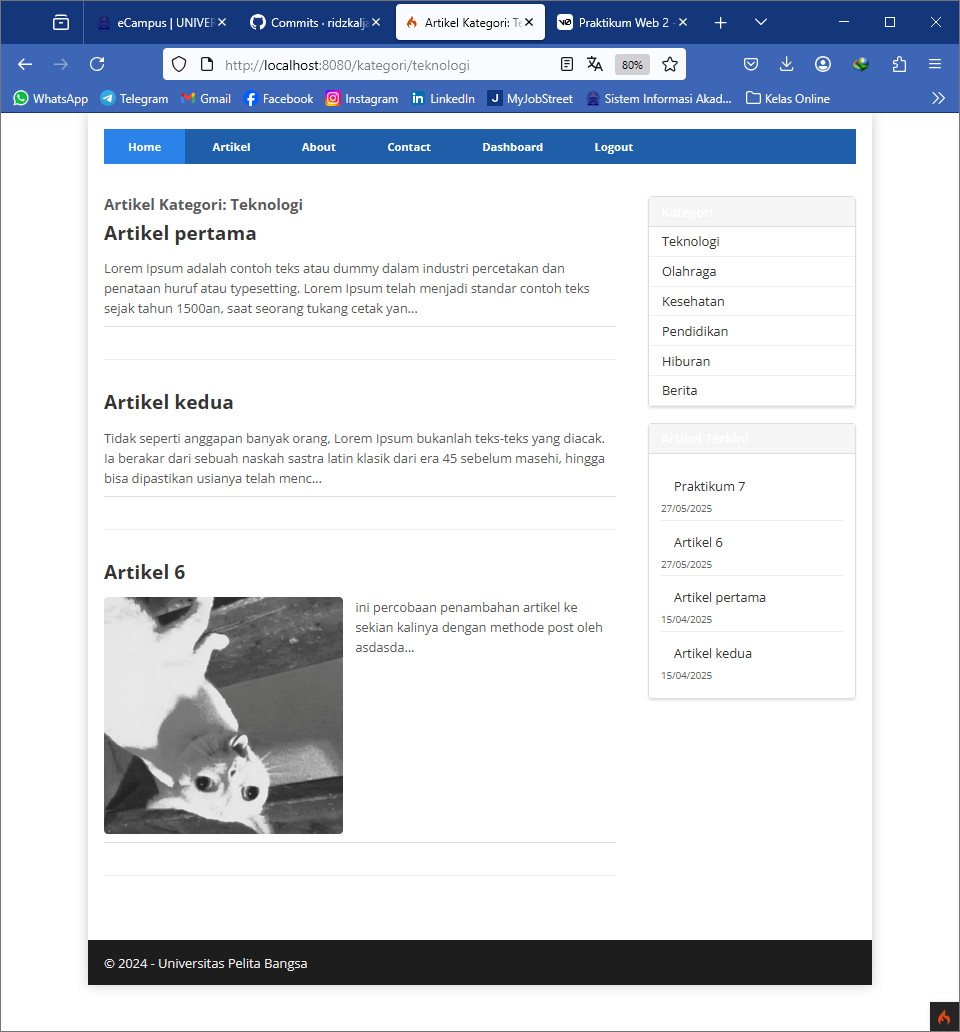 eCampus | UNIVER
Commits · ridzkalja
Artikel Kategori: Te
Praktikum Web 2 -
http://localhost:8080/kategori/teknologi
80%
WhatsApp
Telegram
Gmail
Facebook
Instagram
LinkedIn
MyJobStreet
Sistem Informasi Akad...
Kelas Online
Home
Artikel
About
Contact
Dashboard
Logout
Artikel Kategori: Teknologi
Artikel pertama
Lorem Ipsum adalah contoh teks atau dummy dalam industri percetakan dan
penataan huruf atau typesetting. Lorem Ipsum telah menjadi standar contoh teks
sejak tahun 1500an, saat seorang tukang cetak yan...
Artikel kedua
Tidak seperti anggapan banyak orang, Lorem Ipsum bukanlah teks-teks yang diacak.
Ia berakar dari sebuah naskah sastra latin klasik dari era 45 sebelum masehi, hingga
bisa dipastikan usianya telah menc...
Artikel 6
ini percobaan penambahan artikel ke
sekian kalinya dengan methode post oleh
asdasda...
Kategori
Teknologi
Olahraga
Kesehatan
Pendidikan
Hiburan
Berita
Artikel Terkini
Praktikum 7
27/05/2025
Artikel 6
27/05/2025
Artikel pertama
15/04/2025
Artikel kedua
15/04/2025
© 2024 - Universitas Pelita Bangsa